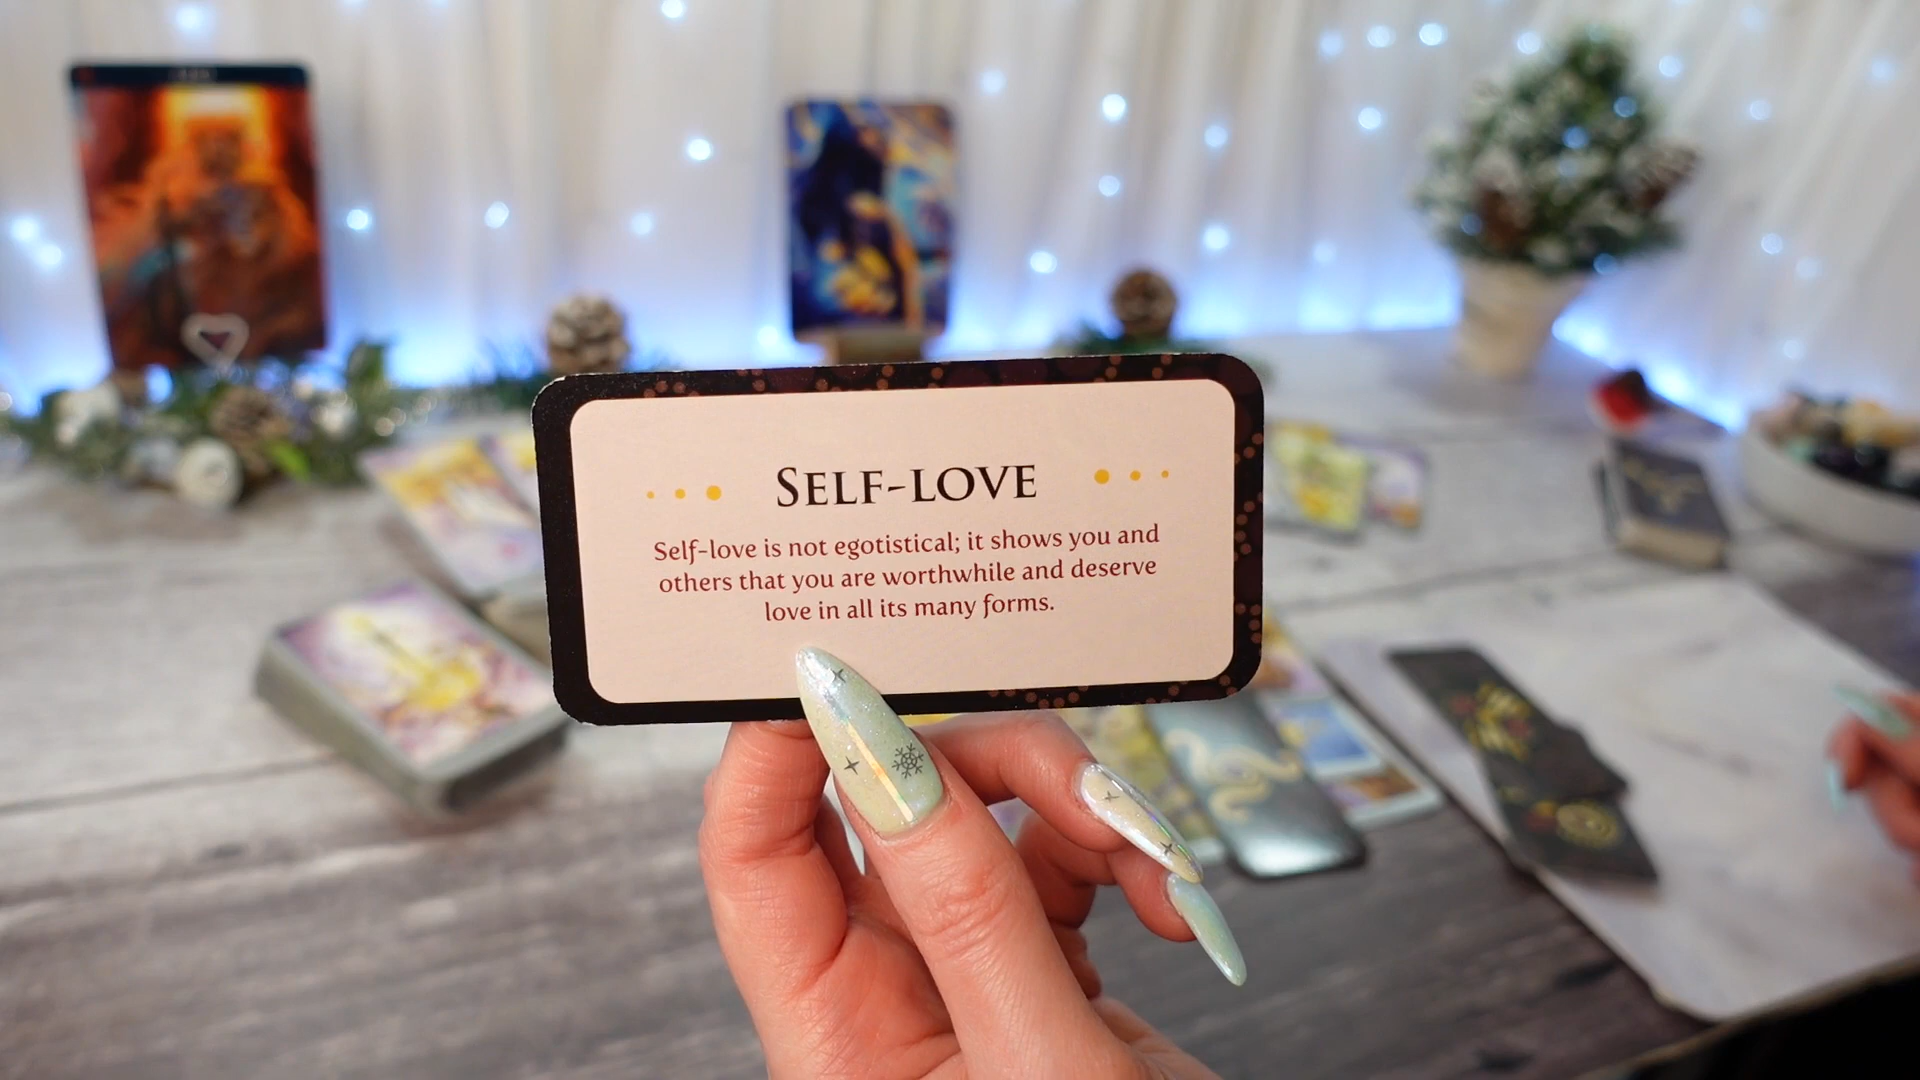 SELF-LOVE
Self-love is not egotistical; it shows you and
others that you are worthwhile and deserve
love in all its many forms.